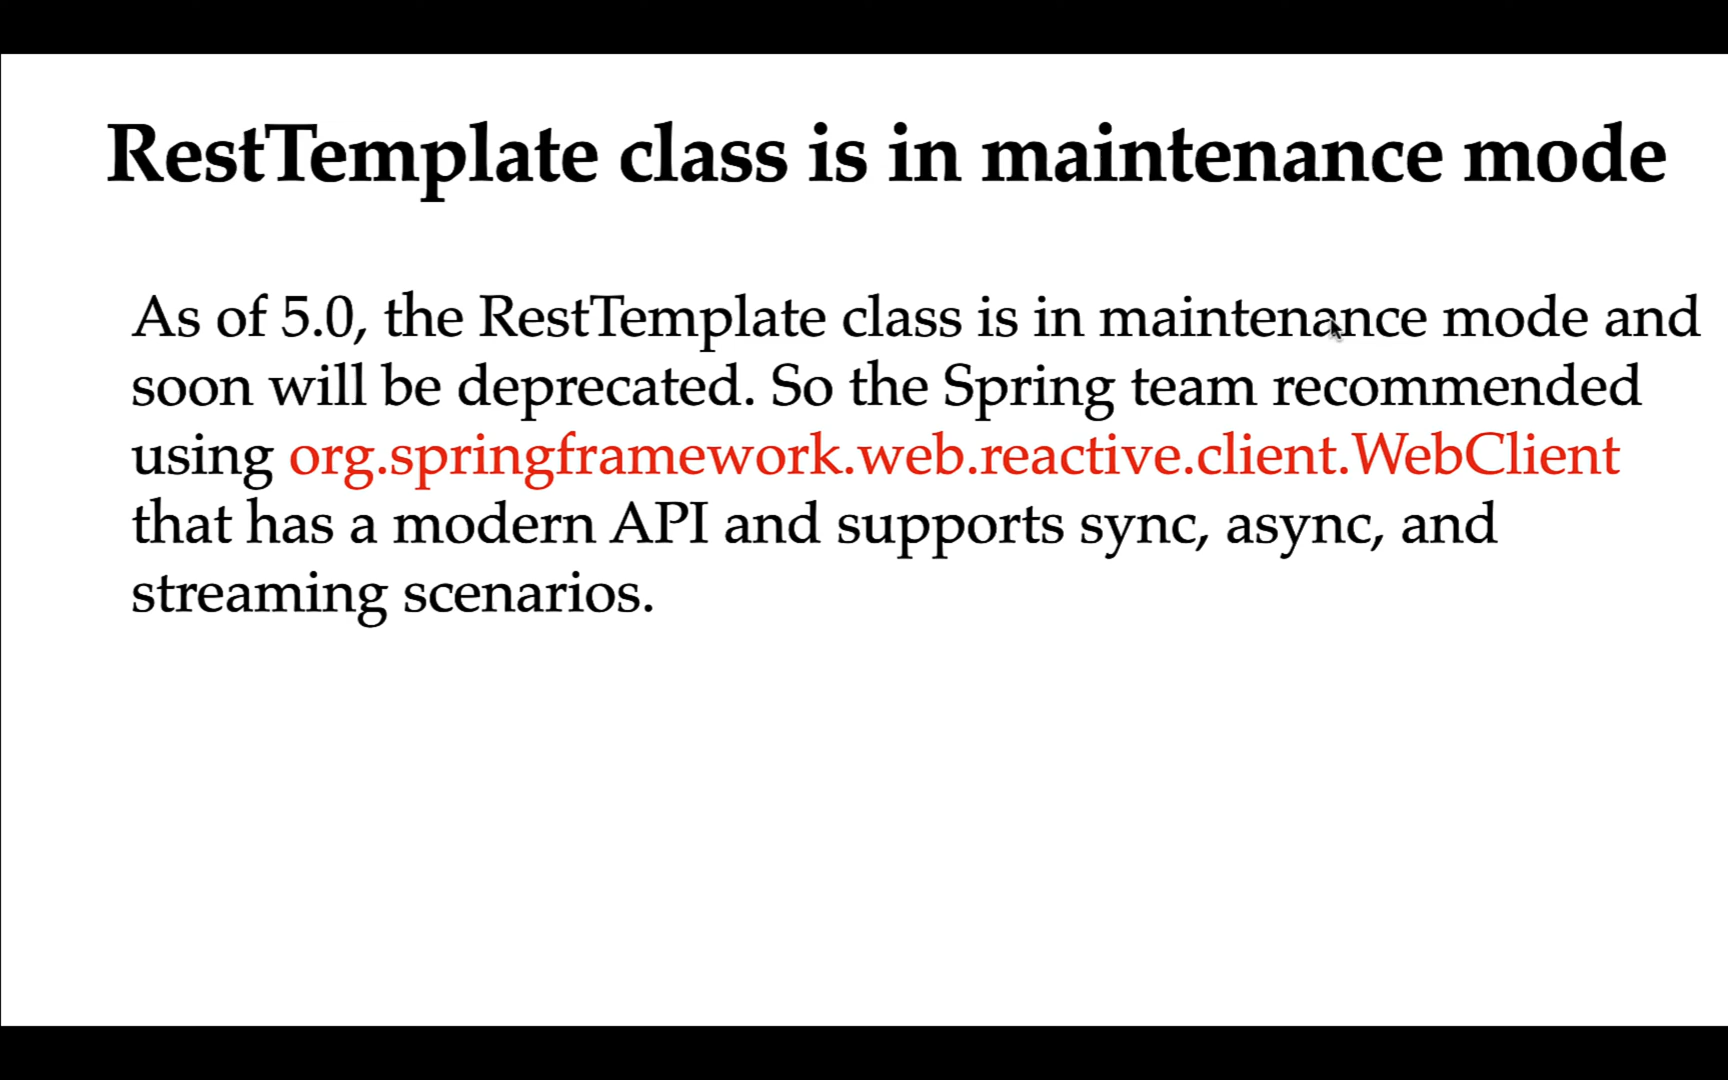 RestTemplate class is in maintenance mode
As of 5.0, the RestTemplate class is in maintenance mode and
soon will be deprecated. So the Spring team recommended
using org.springframework.web.reactive.client.WebClient
that has a modern API and supports sync, async, and
streaming scenarios.